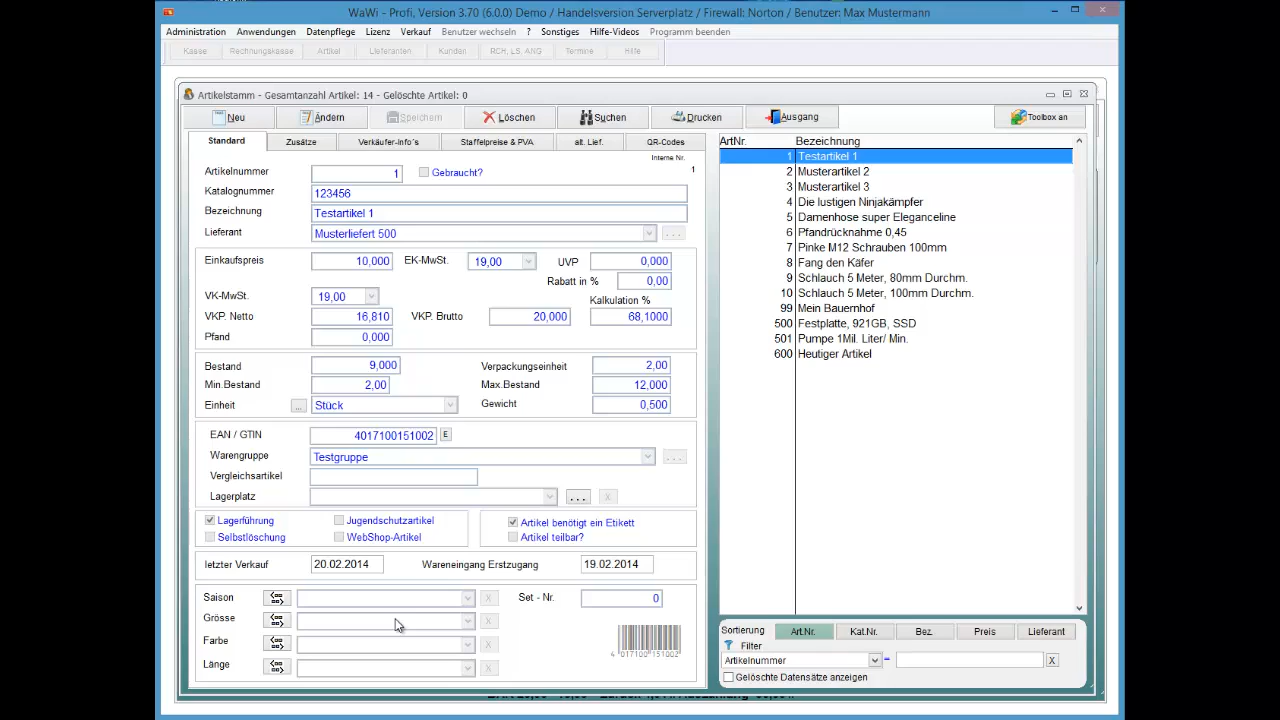 WaWi - Profi, Version 3.70 (6.0.0) Demo / Handelsversion Serverplatz / Firewall: Norton / Benutzer: Max Mustermann
Administration Anwendungen Datenpflege Lizenz Verkauf Benutzer wechseln ? Sonstiges Hilfe-Videos Programm beenden
Kasse Rechnungskasse Artikel Lieferanten Kunden RCH, LS, ANG Termine Hilfe
Artikelstamm - Gesamtanzahl Artikel: 14 - Gelöschte Artikel: 0
Neu Ändern Speichern Löschen Suchen Drucken Ausgang Toolbox an
Standard Zusätze Verkäufer-Info´s Staffelpreise & PVA alt. Lief. QR-Codes
Interne Nr.
1
Artikelnummer 1 Gebraucht?
Katalognummer 123456
Bezeichnung Testartikel 1
Lieferant Musterliefert 500 ...
Einkaufspreis 10,000 EK-MwSt. 19,00 UVP 0,000
Rabatt in % 0,00
VK-MwSt. 19,00 Kalkulation %
VKP. Netto 16,810 VKP. Brutto 20,000 68,1000
Pfand 0,000
Bestand 9,000 Verpackungseinheit 2,00
Min.Bestand 2,00 Max.Bestand 12,000
Einheit ... Stück Gewicht 0,500
EAN / GTIN 4017100151002 E
Warengruppe Testgruppe ...
Vergleichsartikel
Lagerplatz ... X
Lagerführung Jugendschutzartikel Artikel benötigt ein Etikett
Selbstlöschung WebShop-Artikel Artikel teilbar?
letzter Verkauf 20.02.2014 Wareneingang Erstzugang 19.02.2014
Saison X Set - Nr. 0
Grösse X
Farbe X
Länge X
4 017100 151002
ArtNr. Bezeichnung
1 Testartikel 1
2 Musterartikel 2
3 Musterartikel 3
4 Die lustigen Ninjakämpfer
5 Damenhose super Eleganceline
6 Pfandrücknahme 0,45
7 Pinke M12 Schrauben 100mm
8 Fang den Käfer
9 Schlauch 5 Meter, 80mm Durchm.
10 Schlauch 5 Meter, 100mm Durchm.
99 Mein Bauernhof
500 Festplatte, 921GB, SSD
501 Pumpe 1Mil. Liter/ Min.
600 Heutiger Artikel
Sortierung Art.Nr. Kat.Nr. Bez. Preis Lieferant
Filter
Artikelnummer = X
Gelöschte Datensätze anzeigen